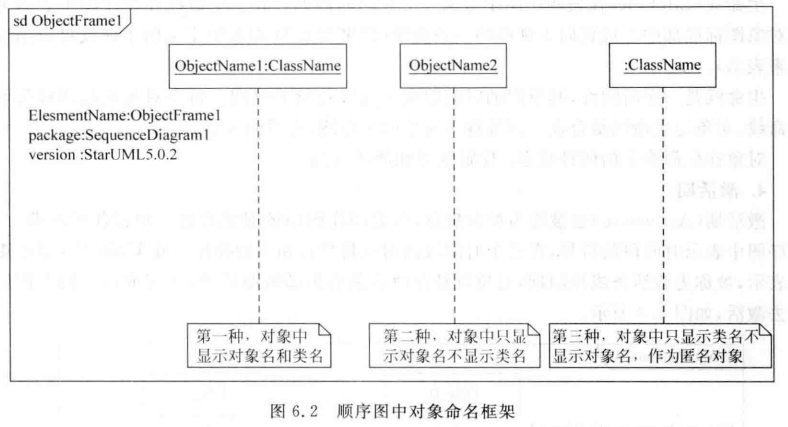 sd ObjectFrame1
ObjectName1:ClassName
ObjectName2
:ClassName
ElesmentName:ObjectFrame1
package:SequenceDiagram1
version :StarUML5.0.2
第一种，对象中
显示对象名和类名
第二种，对象中只显
示对象名不显示类名
第三种，对象中只显示类名不
显示对象名，作为匿名对象
图 6.2 顺序图中对象命名框架